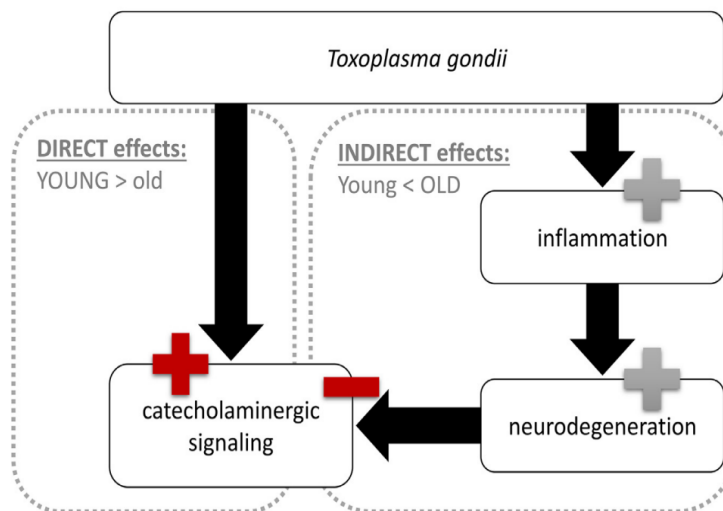 Toxoplasma gondii
DIRECT effects:
YOUNG > old
INDIRECT effects:
Young < OLD
inflammation
catecholaminergic
signaling
neurodegeneration